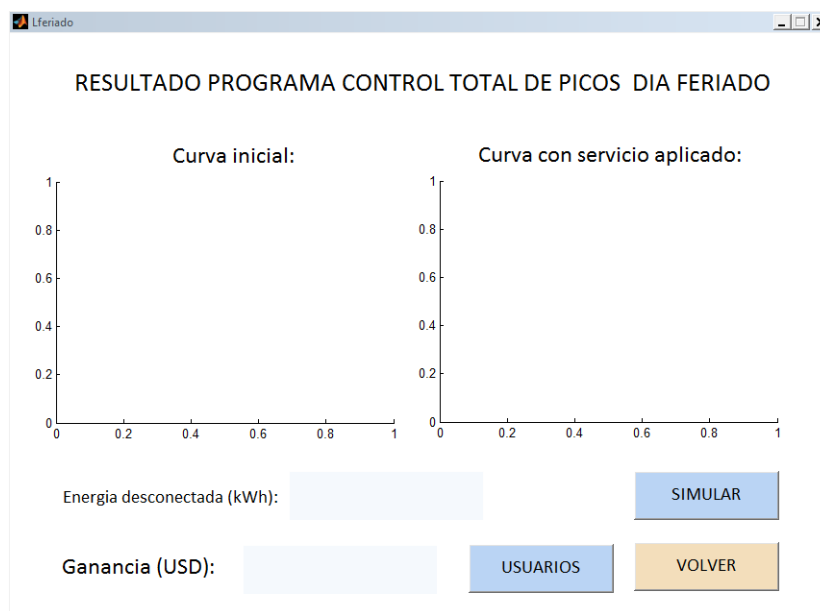 Lferiado
RESULTADO PROGRAMA CONTROL TOTAL DE PICOS DIA FERIADO
Curva inicial:
Curva con servicio aplicado:
1
0.8
0.6
0.4
0.2
0
0 0.2 0.4 0.6 0.8 1
1
0.8
0.6
0.4
0.2
0
0 0.2 0.4 0.6 0.8 1
Energia desconectada (kWh):
SIMULAR
Ganancia (USD):
USUARIOS
VOLVER